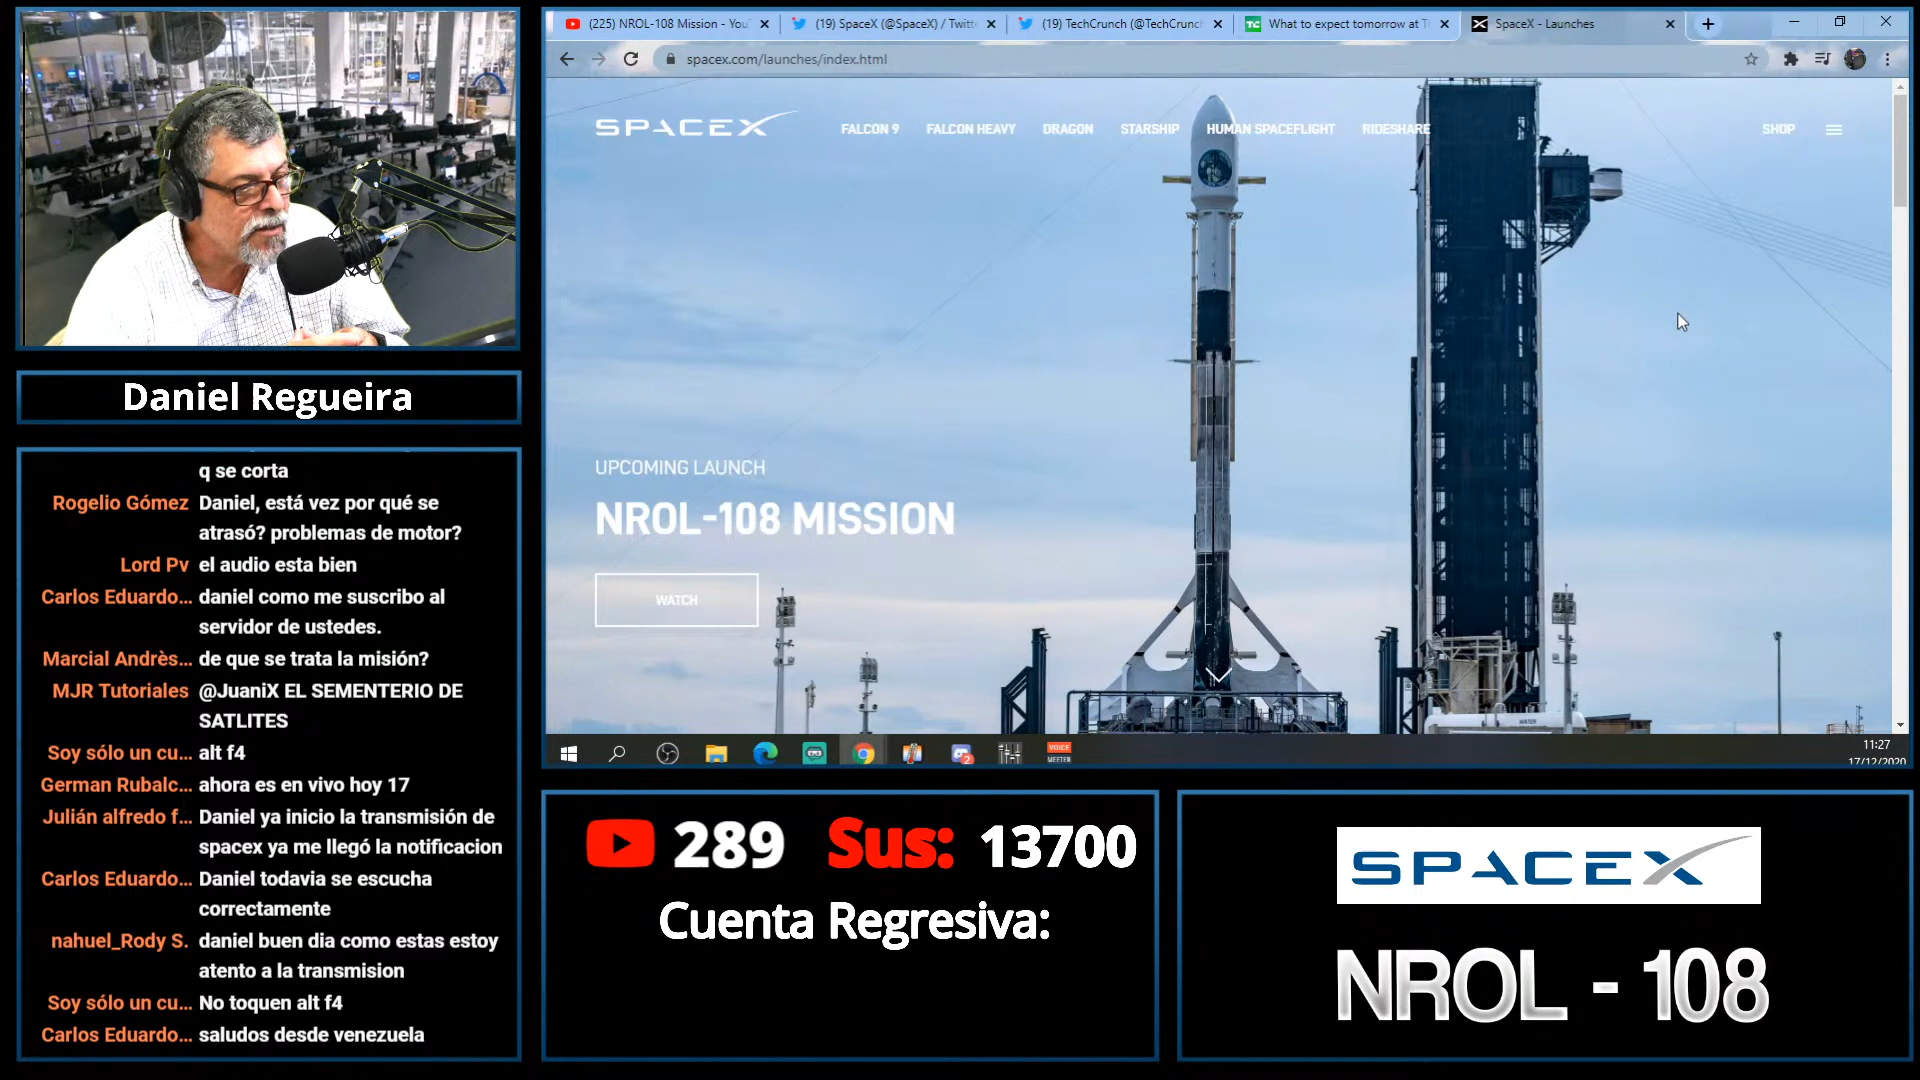 (225) NROL-108 Mission - You
(19) SpaceX (@SpaceX) / Twitt
(19) TechCrunch (@TechCrunc
What to expect tomorrow at T
SpaceX - Launches
spacex.com/launches/index.html
SPACEX
FALCON 9
FALCON HEAVY
DRAGON
STARSHIP
HUMAN SPACEFLIGHT
RIDESHARE
SHOP
UPCOMING LAUNCH
NROL-108 MISSION
WATCH
VOICE
MEETER
11:27
17/12/2020
Daniel Regueira
q se corta
Rogelio Gómez Daniel, está vez por qué se
atrasó? problemas de motor?
Lord Pv el audio esta bien
Carlos Eduardo... daniel como me suscribo al
servidor de ustedes.
Marcial Andrès... de que se trata la misión?
MJR Tutoriales @JuaniX EL SEMENTERIO DE
SATLITES
Soy sólo un cu... alt f4
German Rubalc... ahora es en vivo hoy 17
Julián alfredo f... Daniel ya inicio la transmisión de
spacex ya me llegó la notificacion
Carlos Eduardo... Daniel todavia se escucha
correctamente
nahuel_Rody S. daniel buen dia como estas estoy
atento a la transmision
Soy sólo un cu... No toquen alt f4
Carlos Eduardo... saludos desde venezuela
289 Sus: 13700
Cuenta Regresiva:
SPACEX
NROL - 108